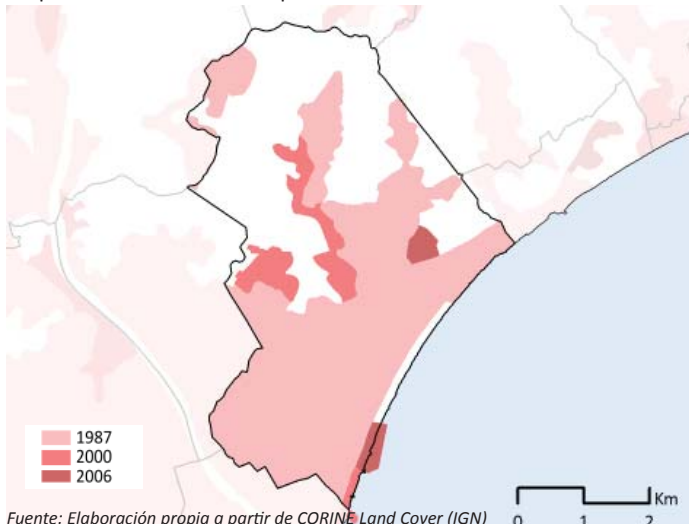 1987
2000
2006
Km
0 1 2
Fuente: Elaboración propia a partir de CORINE Land Cover (IGN)